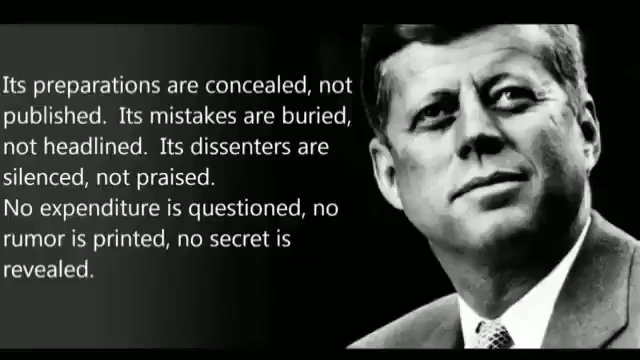 Its preparations are concealed, not
published.  Its mistakes are buried,
not headlined.  Its dissenters are
silenced, not praised.
No expenditure is questioned, no
rumor is printed, no secret is
revealed.